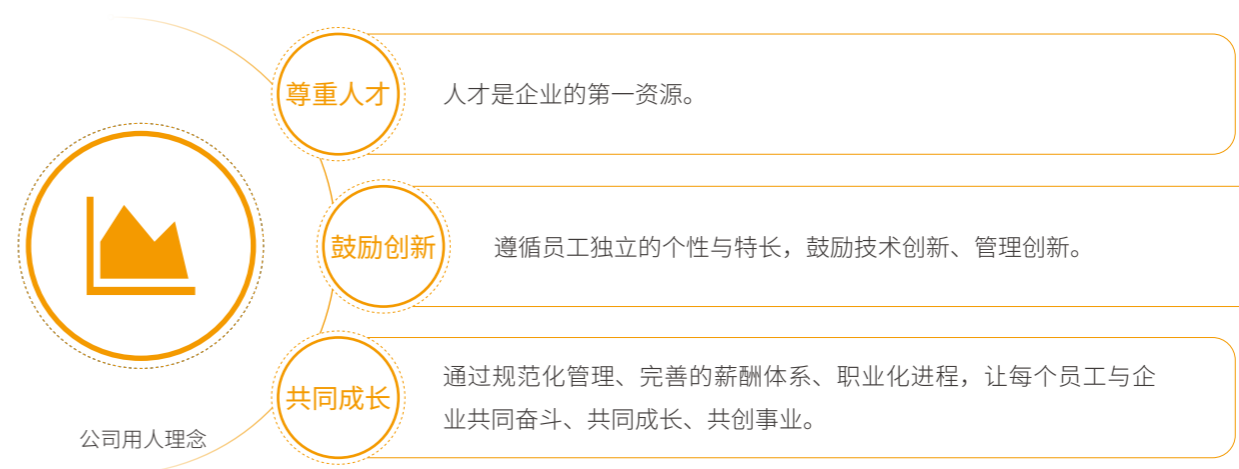 尊重人才
人才是企业的第一资源。
鼓励创新
遵循员工独立的个性与特长，鼓励技术创新、管理创新。
共同成长
通过规范化管理、完善的薪酬体系、职业化进程，让每个员工与企
业共同奋斗、共同成长、共创事业。
公司用人理念